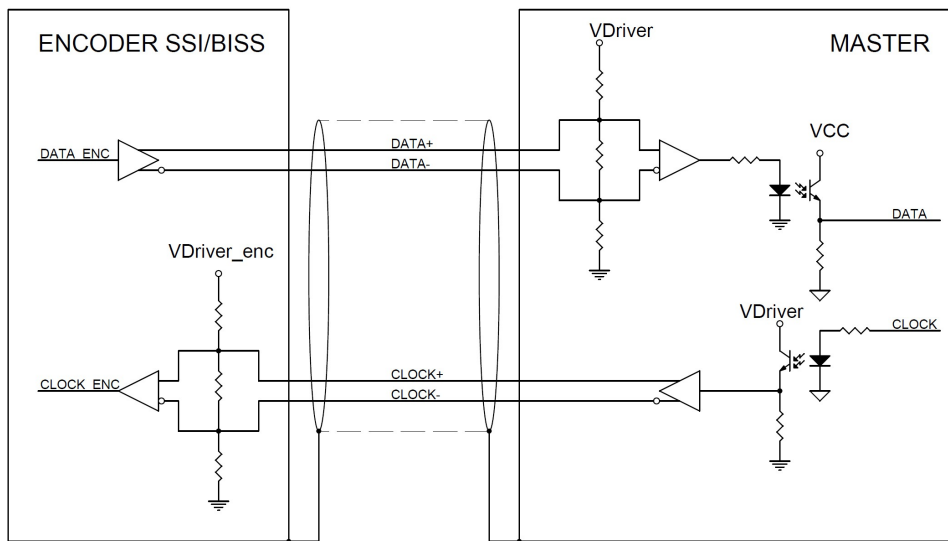 ENCODER SSI/BISS
VDriver
MASTER
VCC
DATA_ENC
DATA+
DATA-
DATA
VDriver_enc
VDriver
CLOCK
CLOCK_ENC
CLOCK+
CLOCK-